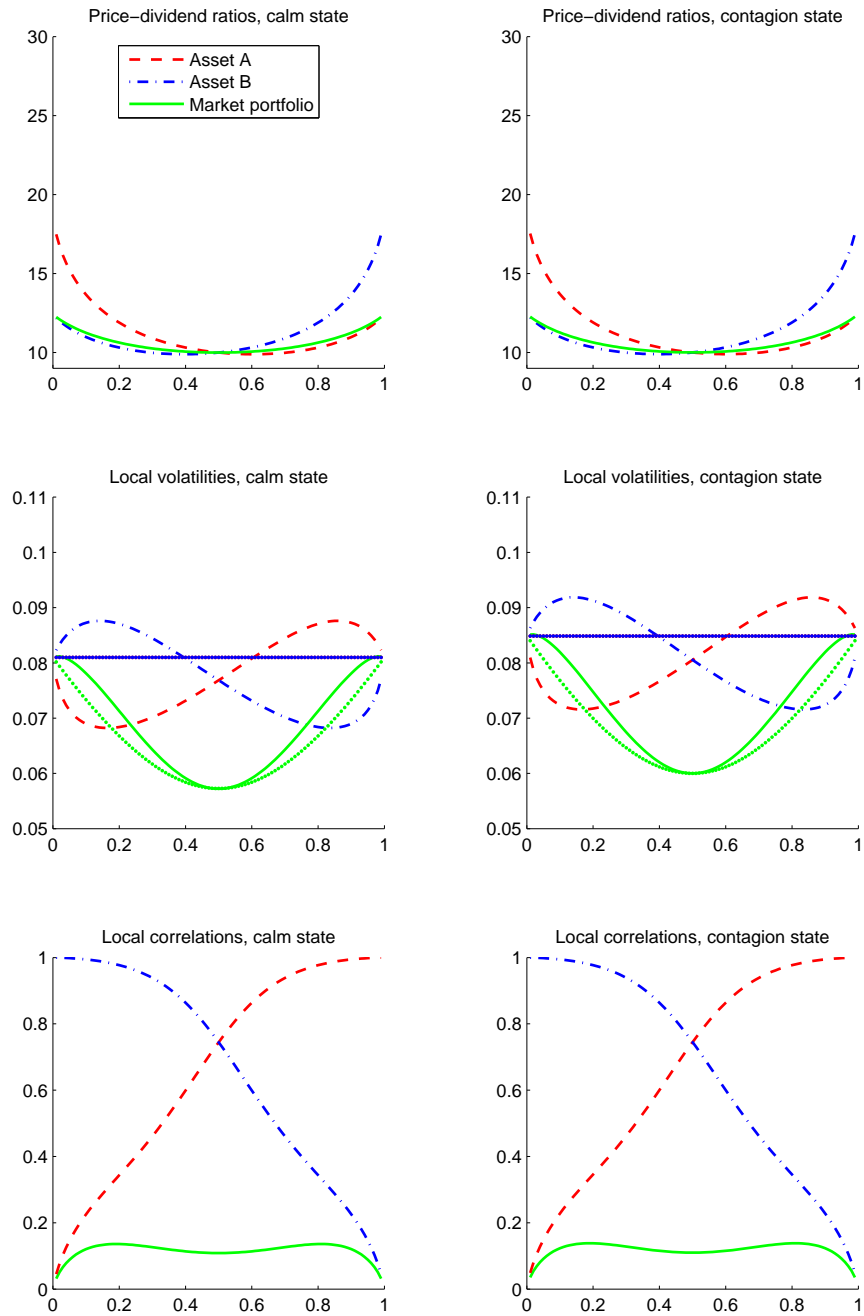 Price−dividend ratios, calm state
30
25
20
15
10
0 0.2 0.4 0.6 0.8 1
Asset A
Asset B
Market portfolio
Price−dividend ratios, contagion state
30
25
20
15
10
0 0.2 0.4 0.6 0.8 1
Local volatilities, calm state
0.11
0.1
0.09
0.08
0.07
0.06
0.05
0 0.2 0.4 0.6 0.8 1
Local volatilities, contagion state
0.11
0.1
0.09
0.08
0.07
0.06
0.05
0 0.2 0.4 0.6 0.8 1
Local correlations, calm state
1
0.8
0.6
0.4
0.2
0
0 0.2 0.4 0.6 0.8 1
Local correlations, contagion state
1
0.8
0.6
0.4
0.2
0
0 0.2 0.4 0.6 0.8 1